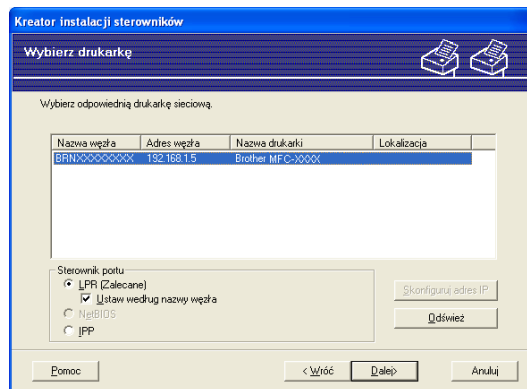 Kreator instalacji sterowników
Wybierz drukarkę
Wybierz odpowiednią drukarkę sieciową.
Nazwa węzła Adres węzła Nazwa drukarki Lokalizacja
BRNXXXXXXXX 192.168.1.5 Brother MFC-XXXX
Sterownik portu
LPR (Zalecane)
Ustaw według nazwy węzła
NetBIOS
IPP
Skonfiguruj adres IP
Odśwież
Pomoc < Wróć Dalej> Anuluj